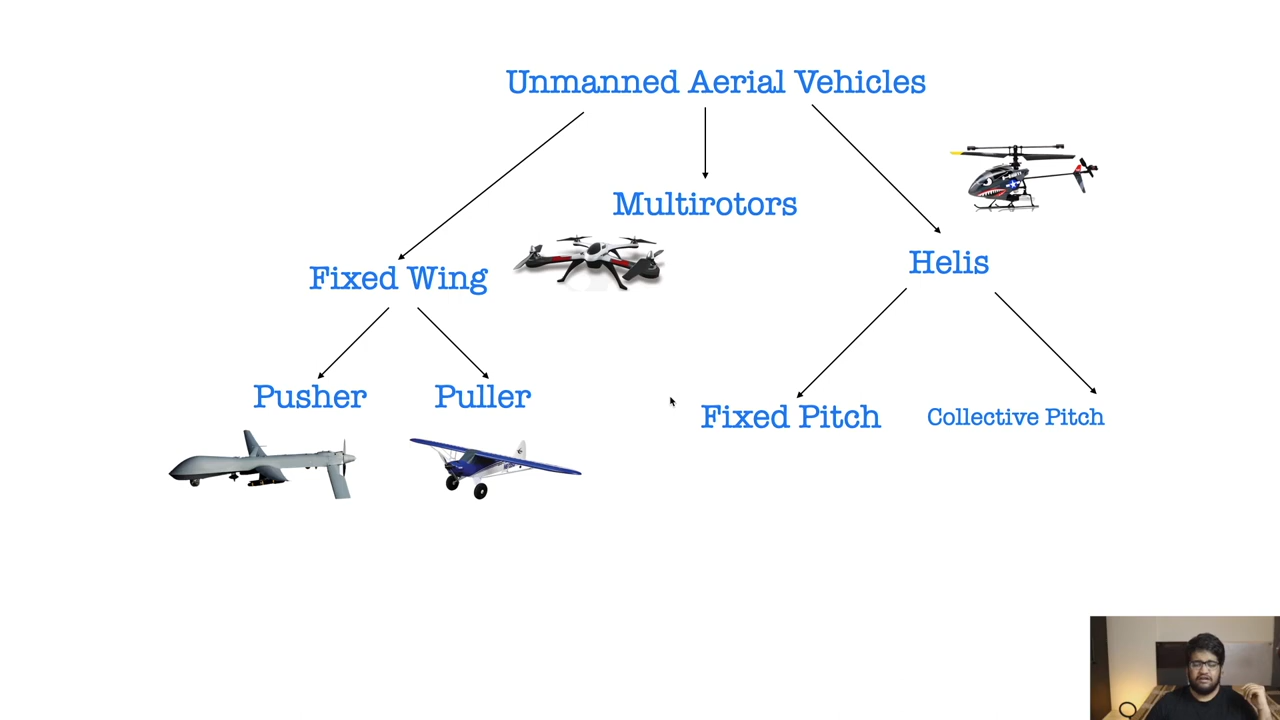 Unmanned Aerial Vehicles
Multirotors
Fixed Wing
Helis
Pusher
Puller
Fixed Pitch
Collective Pitch